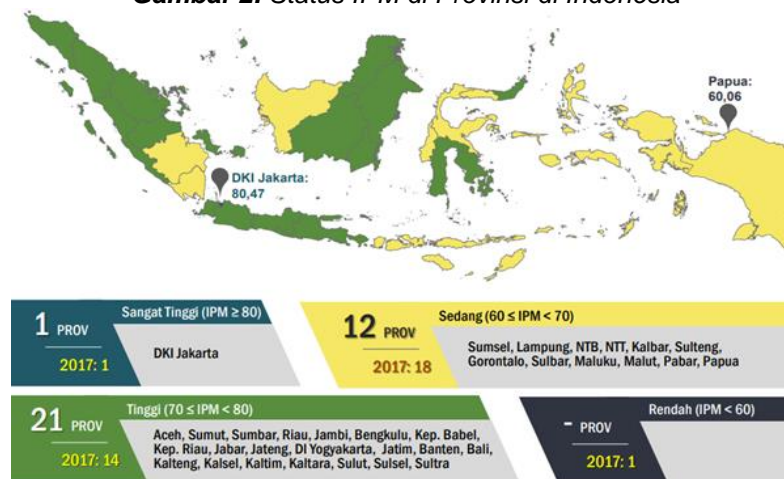 Gambar 2. Status IPM di Provinsi di Indonesia
Papua:
60,06
DKI Jakarta:
80,47
1 PROV
2017: 1
Sangat Tinggi (IPM ≥ 80)
DKI Jakarta
12 PROV
2017: 18
Sedang (60 ≤ IPM < 70)
Sumsel, Lampung, NTB, NTT, Kalbar, Sulteng,
Gorontalo, Sulbar, Maluku, Malut, Pabar, Papua
21 PROV
2017: 14
Tinggi (70 ≤ IPM < 80)
Aceh, Sumut, Sumbar, Riau, Jambi, Bengkulu, Kep. Babel,
Kep. Riau, Jabar, Jateng, DI Yogyakarta, Jatim, Banten, Bali,
Kalteng, Kalsel, Kaltim, Kaltara, Sulut, Sulsel, Sultra
- PROV
2017: 1
Rendah (IPM < 60)